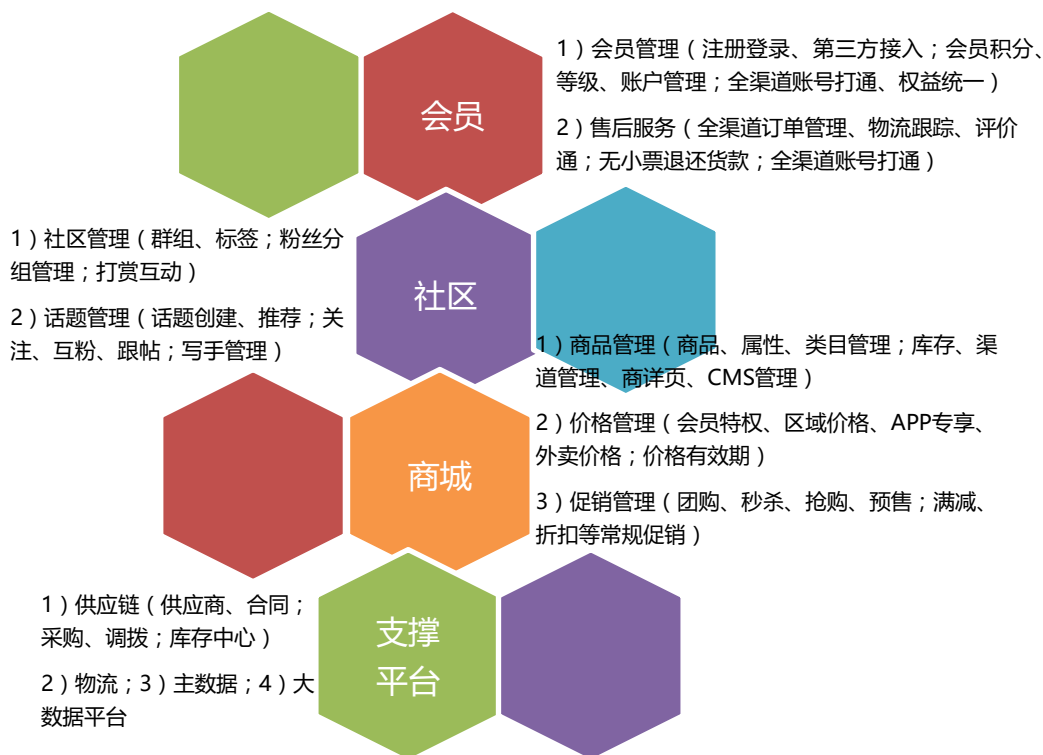 会员
1）会员管理（注册登录、第三方接入；会员积分、
等级、账户管理；全渠道账号打通、权益统一）
2）售后服务（全渠道订单管理、物流跟踪、评价
通；无小票退还货款；全渠道账号打通）
社区
1）社区管理（群组、标签；粉丝分
组管理；打赏互动）
2）话题管理（话题创建、推荐；关
注、互粉、跟帖；写手管理）
商城
1）商品管理（商品、属性、类目管理；库存、渠
道管理、商详页、CMS管理）
2）价格管理（会员特权、区域价格、APP专享、
外卖价格；价格有效期）
3）促销管理（团购、秒杀、抢购、预售；满减、
折扣等常规促销）
支撑
平台
1）供应链（供应商、合同；
采购、调拨；库存中心）
2）物流；3）主数据；4）大
数据平台